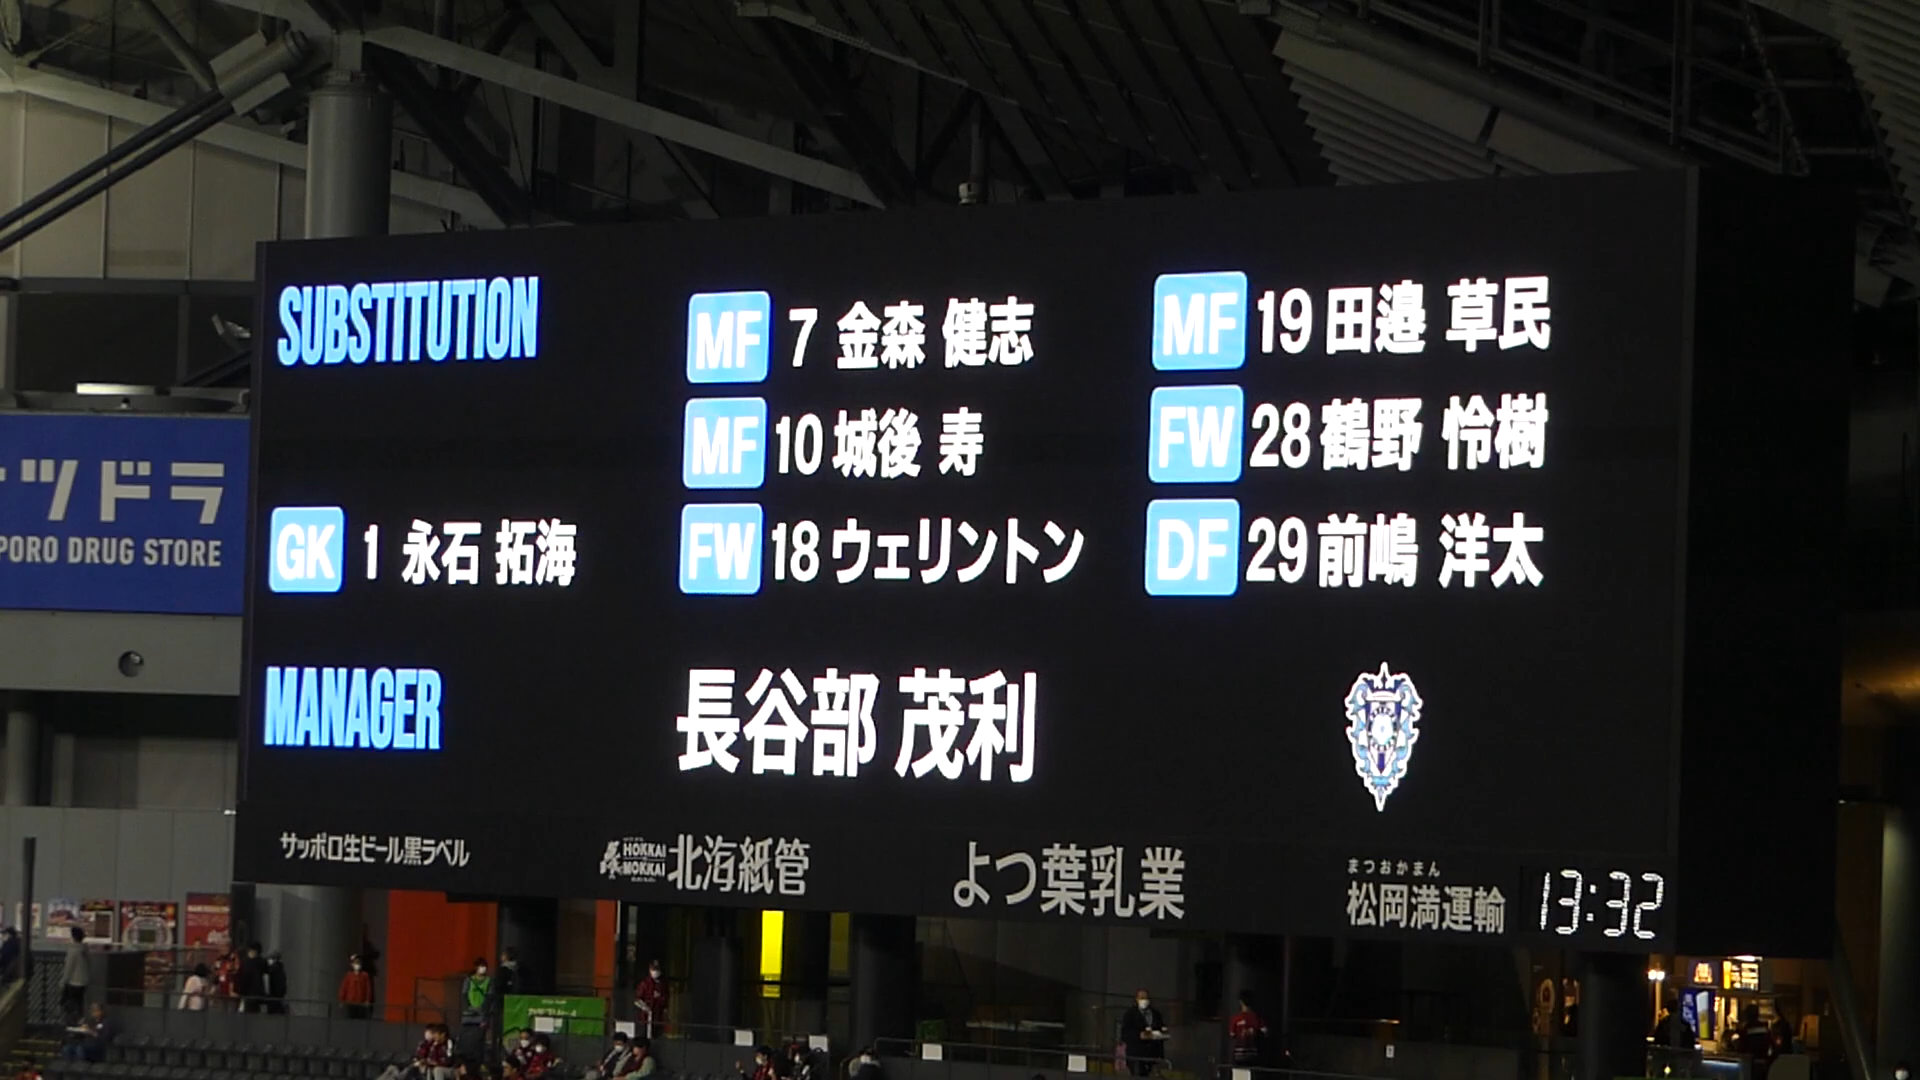 SUBSTITUTION
GK 1 永石 拓海
MF 7 金森 健志
MF 10 城後 寿
FW 18 ウェリントン
MF 19 田邉 草民
FW 28 鶴野 怜樹
DF 29 前嶋 洋太
MANAGER
長谷部 茂利
サッポロ生ビール黒ラベル
HOKKAI
MOKKAI
北海紙管
よつ葉乳業
まつおかまん
松岡満運輸
13:32
ツドラ
PORO DRUG STORE